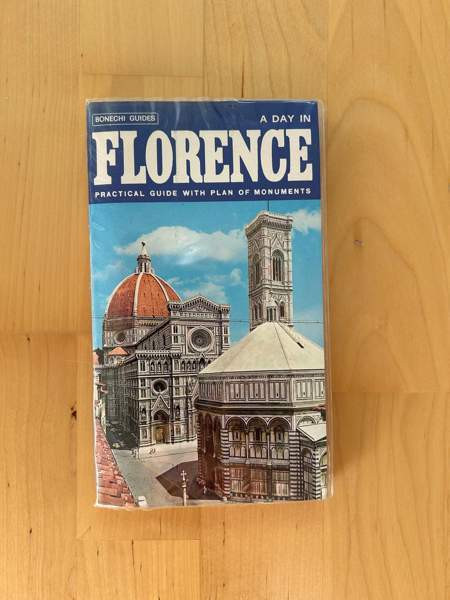 BONECHI GUIDES
A DAY IN
FLORENCE
PRACTICAL GUIDE WITH PLAN OF MONUMENTS